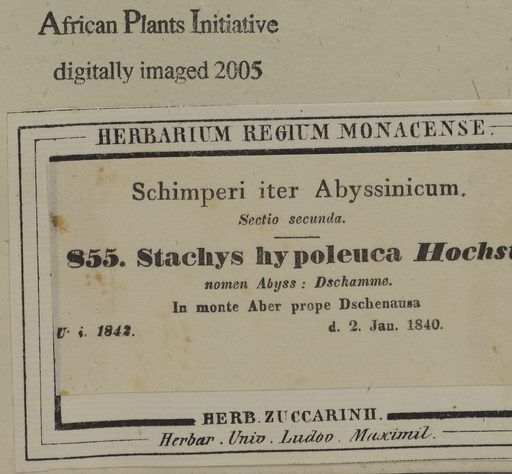 African Plants Initiative
digitally imaged 2005
HERBARIUM REGIUM MONACENSE.
Schimperi iter Abyssinicum.
Sectio secunda.
855. Stachys hypoleuca Hochst
nomen Abyss: Dschamme.
In monte Aber prope Dschenausa
U. i. 1842. d. 2. Jan. 1840.
HERB. ZUCCARINII.
Herbar. Univ. Ludov. Maximil.